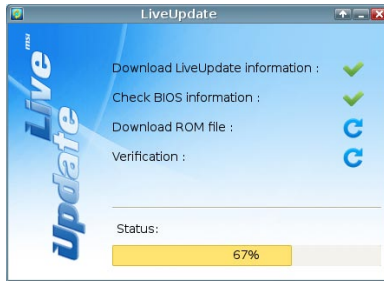 LiveUpdate
msi
Live Update
Download LiveUpdate information :
Check BIOS information :
Download ROM file :
Verification :
Status:
67%